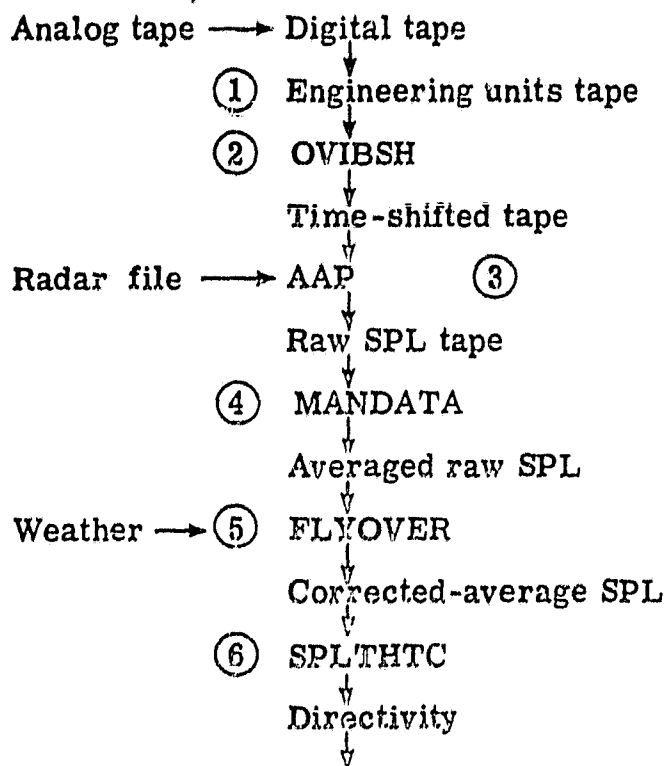 Analog tape Digital tape
① Engineering units tape
② OVIBSH
Time-shifted tape
Radar file AAP ③
Raw SPL tape
④ MANDATA
Averaged raw SPL
Weather ⑤ FLYOVER
Corrected-average SPL
⑥ SPLTHTC
Directivity